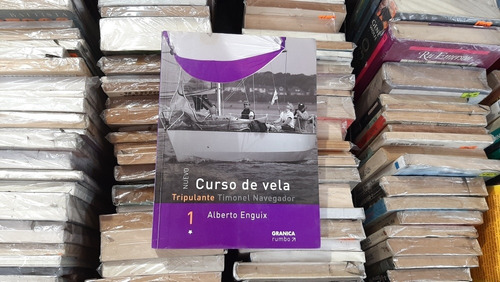 NUEVO
Curso de vela
Tripulante Timonel Navegador
1
Alberto Enguix
GRANICA
rumbo